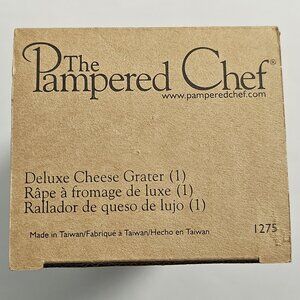 The
Pampered Chef®
www.pamperedchef.com
Deluxe Cheese Grater (1)
Râpe à fromage de luxe (1)
Rallador de queso de lujo (1)
Made in Taiwan/Fabriqué à Taiwan/Hecho en Taiwan
1275